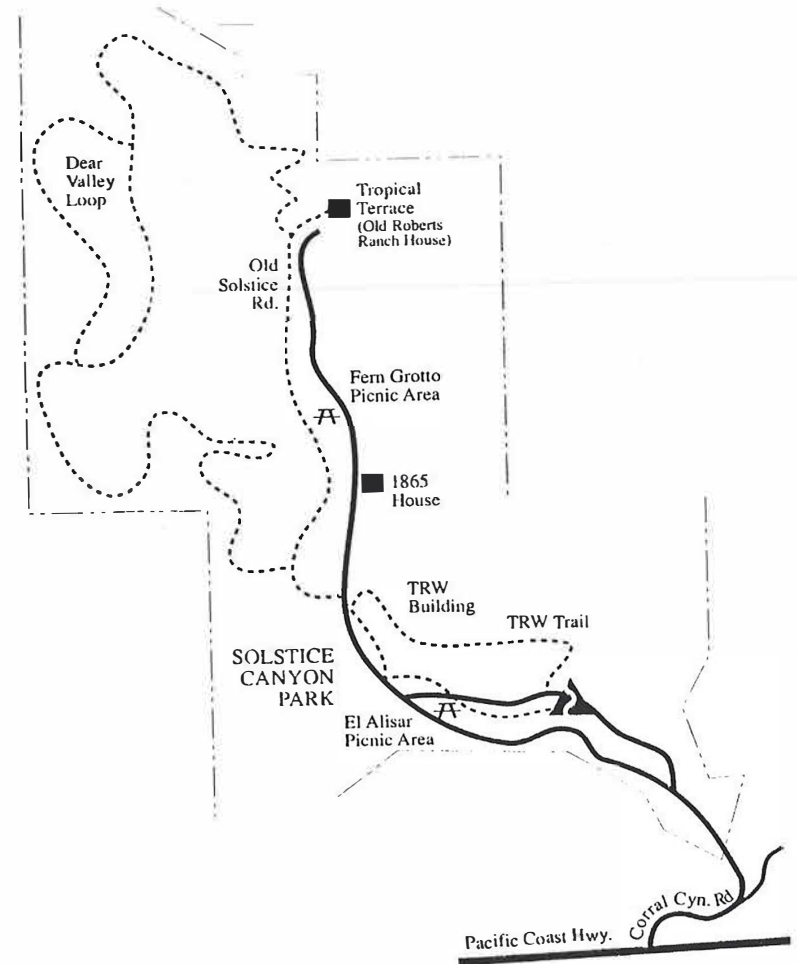 Dear
Valley
Loop
Tropical
Terrace
(Old Roberts
Ranch House)
Old
Solstice
Rd.
Fern Grotto
Picnic Area
1865
House
TRW
Building
TRW Trail
SOLSTICE
CANYON
PARK
El Alisar
Picnic Area
Corral Cyn. Rd
Pacific Coast Hwy.